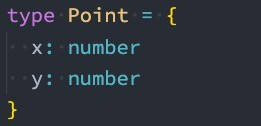 type Point = {
  x: number
  y: number
}